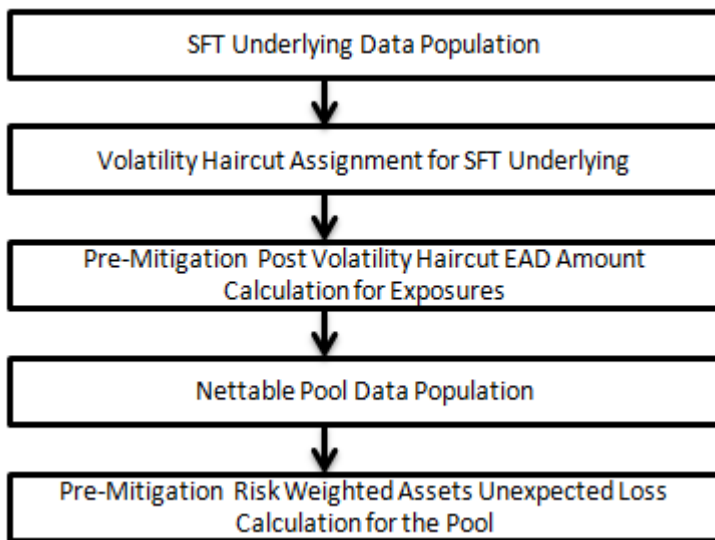 SFT Underlying Data Population
Volatility Haircut Assignment for SFT Underlying
Pre-Mitigation Post Volatility Haircut EAD Amount
Calculation for Exposures
Nettable Pool Data Population
Pre-Mitigation Risk Weighted Assets Unexpected Loss
Calculation for the Pool